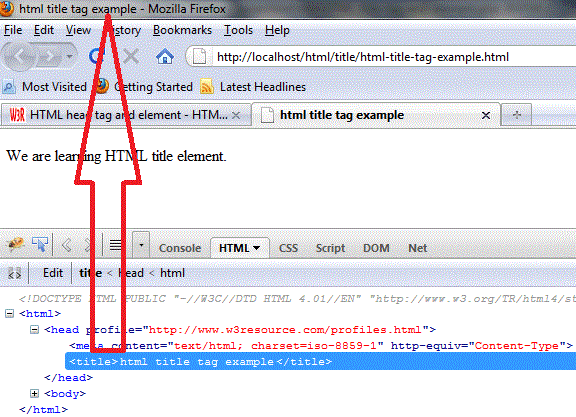 html title tag example - Mozilla Firefox
File Edit View History Bookmarks Tools Help
http://localhost/html/title/html-title-tag-example.html
Most Visited Getting Started Latest Headlines
W3R HTML head tag and element - HTM... html title tag example
We are learning HTML title element.
Console HTML CSS Script DOM Net
Edit title < head < html
<!DOCTYPE HTML PUBLIC "-//W3C//DTD HTML 4.01//EN" "http://www.w3.org/TR/html4/st
<html>
<head profile="http://www.w3resource.com/profiles.html">
<meta content="text/html; charset=iso-8859-1" http-equiv="Content-Type">
<title>html title tag example</title>
</head>
<body>
</html>